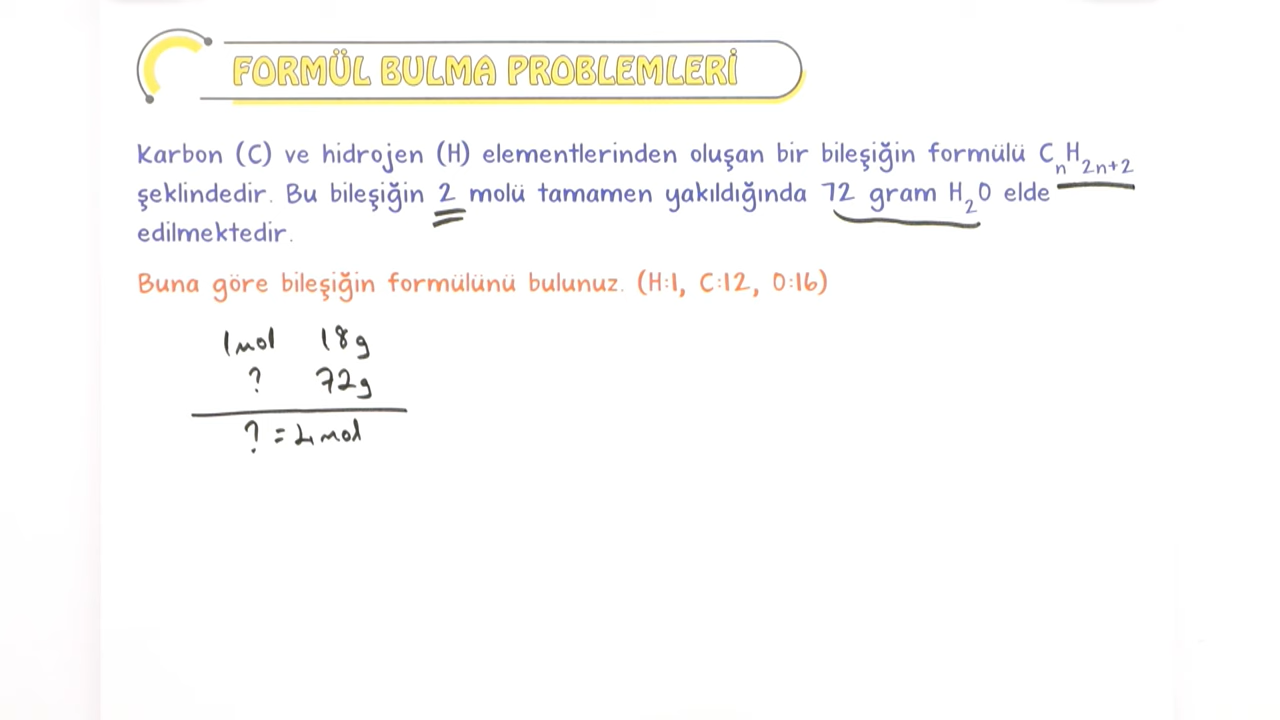 FORMÜL BULMA PROBLEMLERİ
Karbon (C) ve hidrojen (H) elementlerinden oluşan bir bileşiğin formülü CₙH₂ₙ₊₂
şeklindedir. Bu bileşiğin 2 molü tamamen yakıldığında 72 gram H₂O elde
edilmektedir.
Buna göre bileşiğin formülünü bulunuz. (H:1, C:12, O:16)
1mol 18g
? 72g
? = 4mol